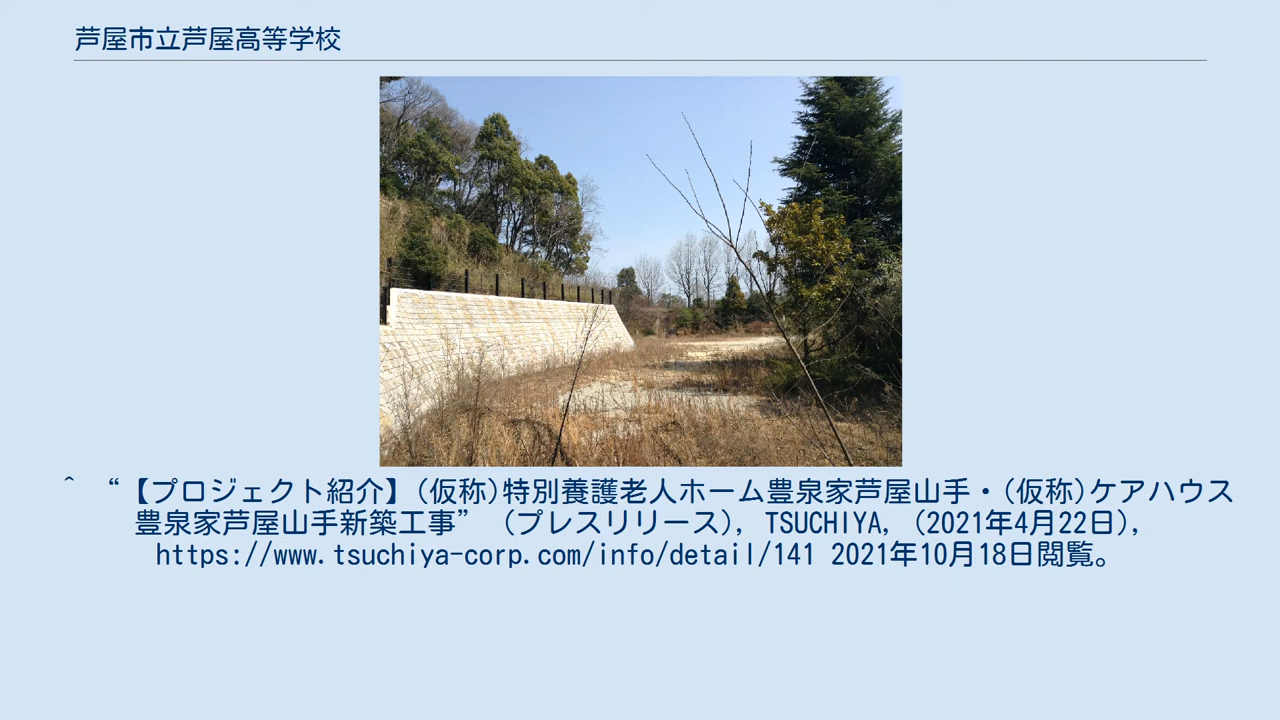 芦屋市立芦屋高等学校
^ “【プロジェクト紹介】(仮称)特別養護老人ホーム豊泉家芦屋山手・(仮称)ケアハウス
豊泉家芦屋山手新築工事” (プレスリリース), TSUCHIYA, (2021年4月22日),
https://www.tsuchiya-corp.com/info/detail/141 2021年10月18日閲覧。